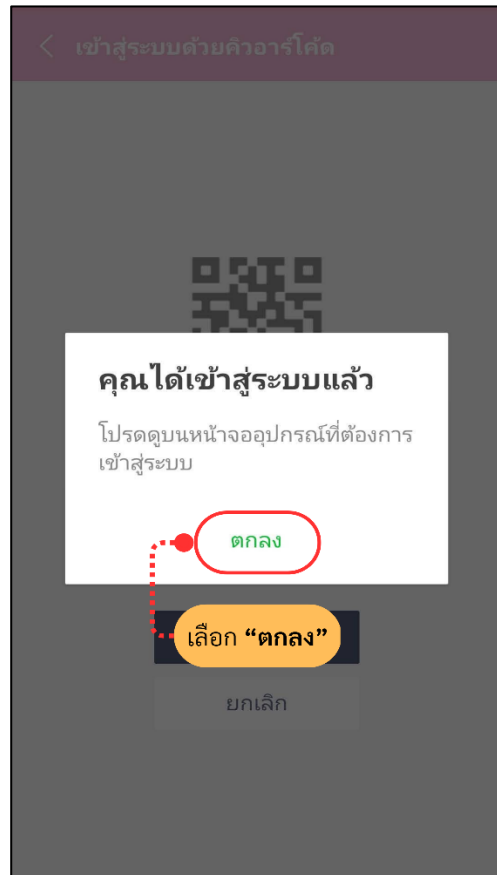 เข้าสู่ระบบด้วยคิวอาร์โค้ด
คุณได้เข้าสู่ระบบแล้ว
โปรดดูบนหน้าจออุปกรณ์ที่ต้องการ
เข้าสู่ระบบ
ตกลง
เลือก “ตกลง”
ยกเลิก